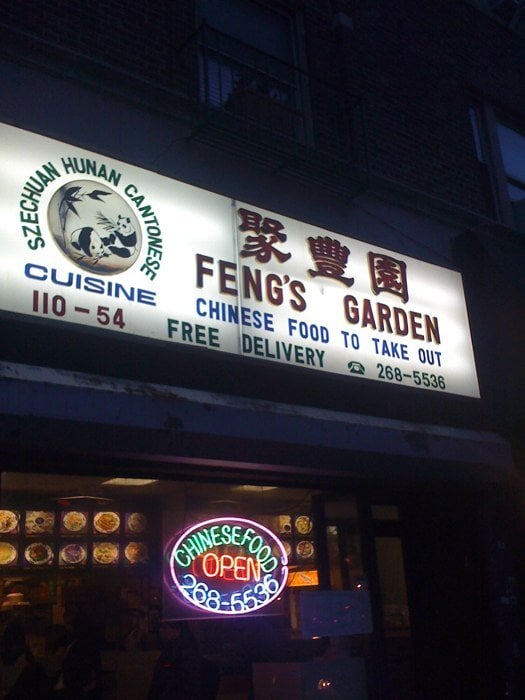 SZECHUAN HUNAN CANTONESE
CUISINE
110-54
聚豐園
FENG'S GARDEN
CHINESE FOOD TO TAKE OUT
FREE DELIVERY ☎ 268-5536
CHINESE FOOD
OPEN
268-5536